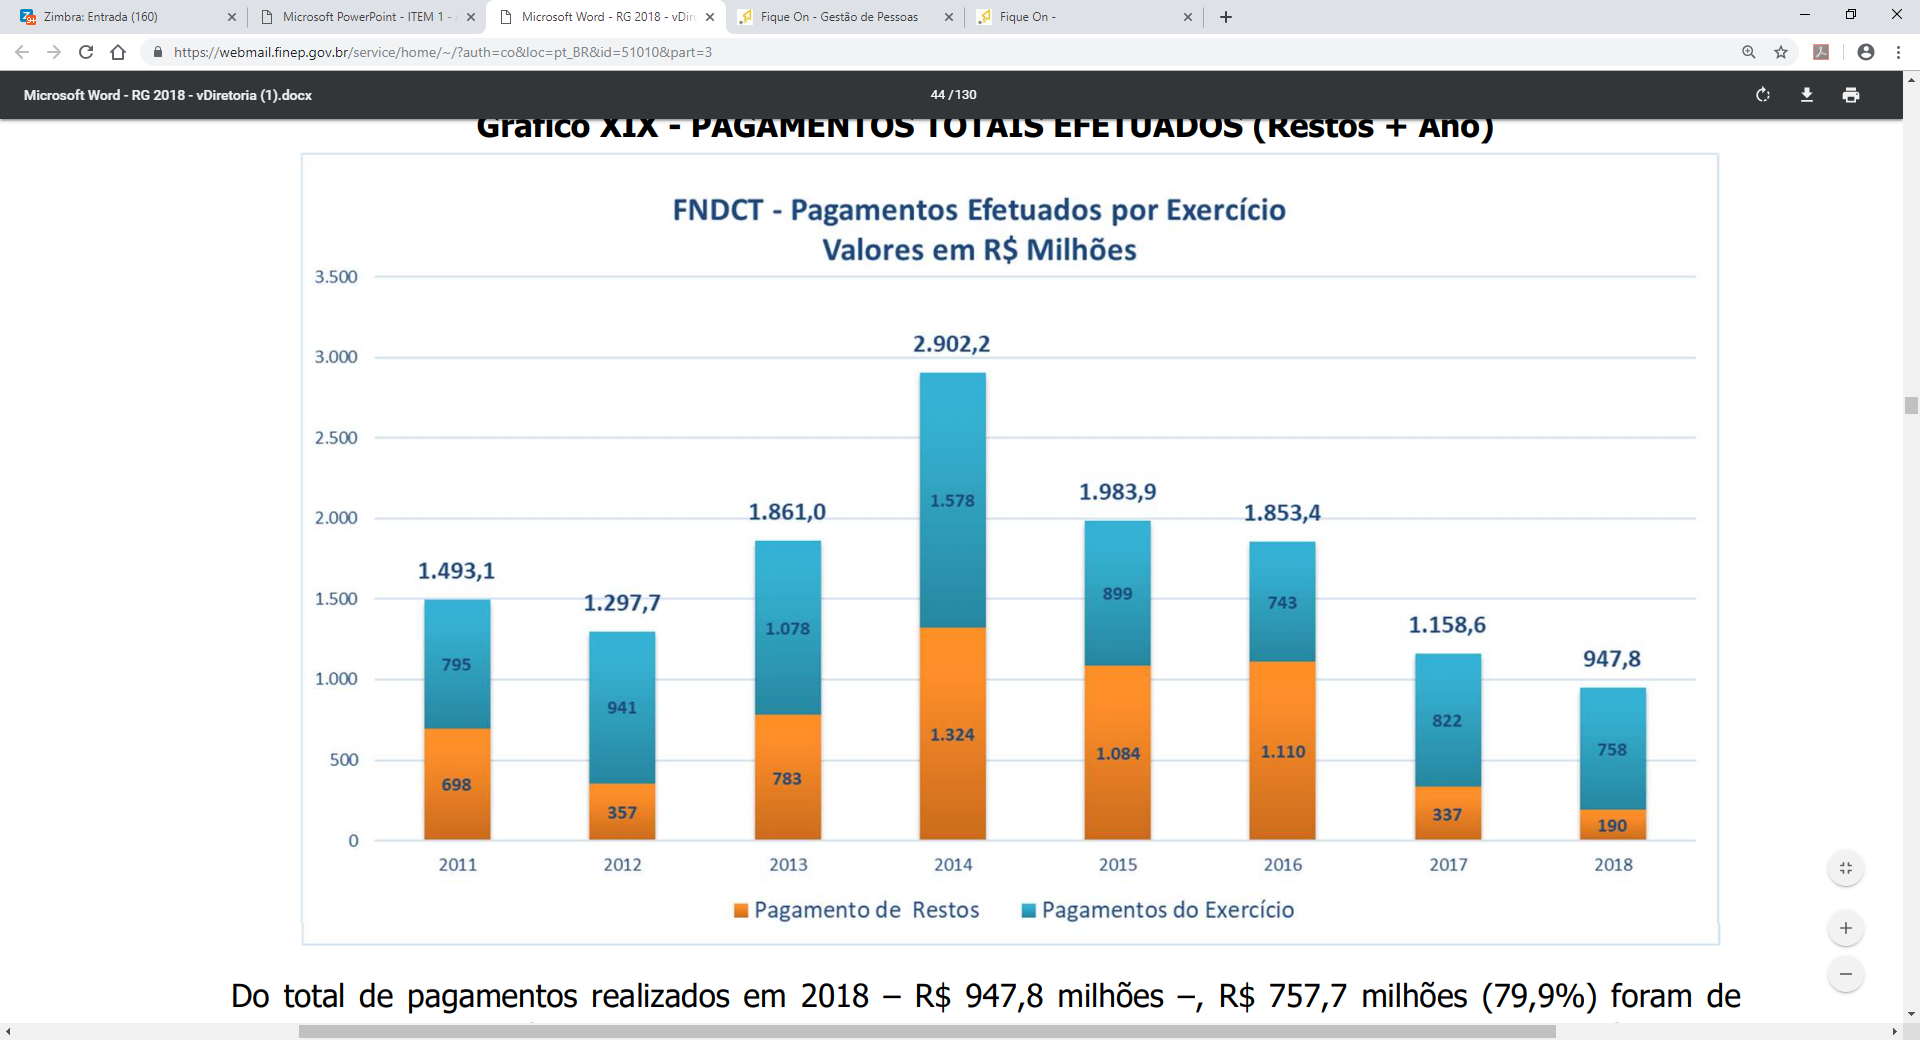 Zimbra: Entrada (160)
Microsoft PowerPoint - ITEM 1 -
Microsoft Word - RG 2018 - vDire
Fique On - Gestão de Pessoas
Fique On -
https://webmail.finep.gov.br/service/home/~/?auth=co&loc=pt_BR&id=51010&part=3
Microsoft Word - RG 2018 - vDiretoria (1).docx
44 / 130
Gráfico XIX - PAGAMENTOS TOTAIS EFETUADOS (Restos + Ano)
FNDCT - Pagamentos Efetuados por Exercício
Valores em R$ Milhões
3.500
3.000
2.500
2.000
1.500
1.000
500
0
1.493,1
795
698
1.297,7
941
357
1.861,0
1.078
783
2.902,2
1.578
1.324
1.983,9
899
1.084
1.853,4
743
1.110
1.158,6
822
337
947,8
758
190
2011 2012 2013 2014 2015 2016 2017 2018
Pagamento de Restos Pagamentos do Exercício
Do total de pagamentos realizados em 2018 – R$ 947,8 milhões –, R$ 757,7 milhões (79,9%) foram de